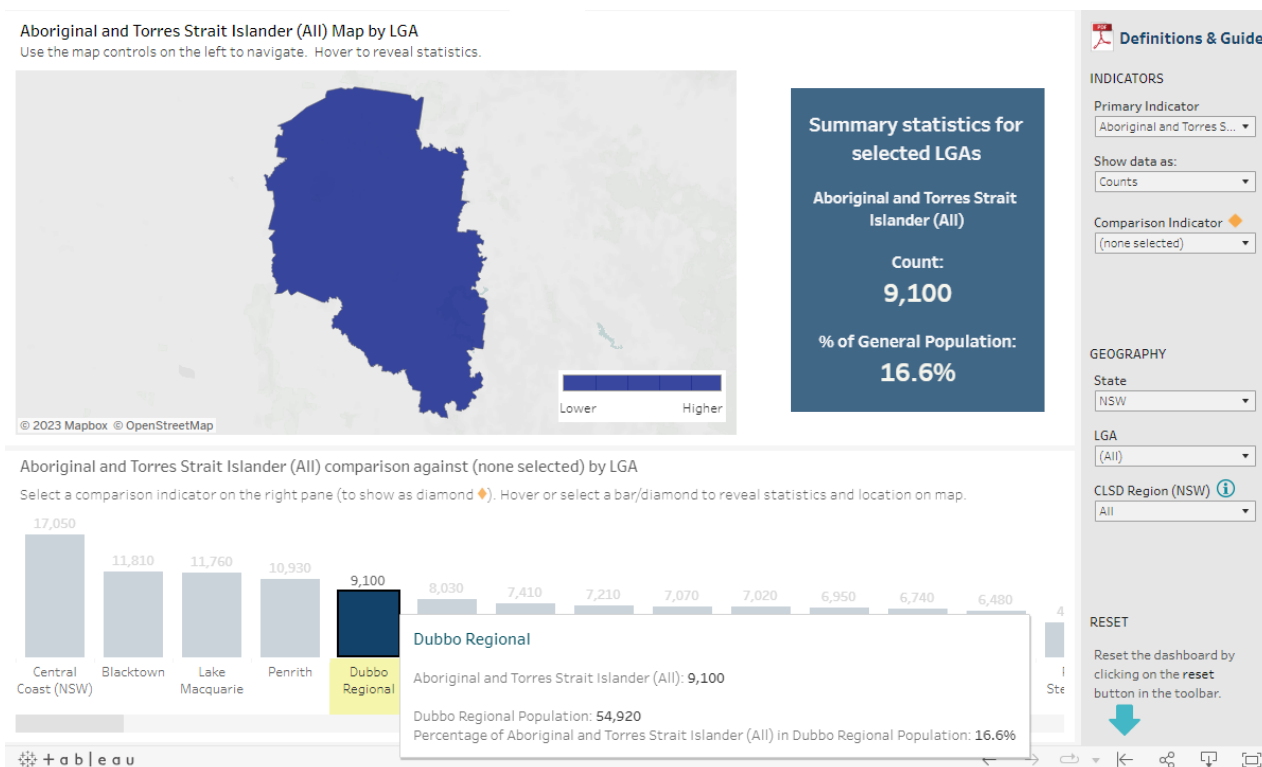 Aboriginal and Torres Strait Islander (All) Map by LGA
Use the map controls on the left to navigate. Hover to reveal statistics.
© 2023 Mapbox © OpenStreetMap
Lower Higher
Summary statistics for
selected LGAs
Aboriginal and Torres Strait
Islander (All)
Count:
9,100
% of General Population:
16.6%
Aboriginal and Torres Strait Islander (All) comparison against (none selected) by LGA
Select a comparison indicator on the right pane (to show as diamond ). Hover or select a bar/diamond to reveal statistics and location on map.
17,050
11,810
11,760
10,930
9,100
8,030
7,410
7,210
7,070
7,020
6,950
6,740
6,480
4
Central
Coast (NSW)
Blacktown
Lake
Macquarie
Penrith
Dubbo
Regional
Ste
Dubbo Regional
Aboriginal and Torres Strait Islander (All): 9,100
Dubbo Regional Population: 54,920
Percentage of Aboriginal and Torres Strait Islander (All) in Dubbo Regional Population: 16.6%
+ a b | e a u
PDF
Definitions & Guide
INDICATORS
Primary Indicator
Aboriginal and Torres S...
Show data as:
Counts
Comparison Indicator
(none selected)
GEOGRAPHY
State
NSW
LGA
(All)
CLSD Region (NSW)
All
RESET
Reset the dashboard by
clicking on the reset
button in the toolbar.